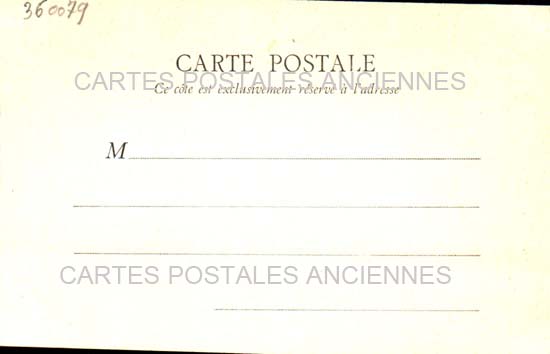 360079
CARTE POSTALE
CARTES POSTALES ANCIENNES
Ce côté est exclusivement réservé à l'adresse
M
CARTES POSTALES ANCIENNES